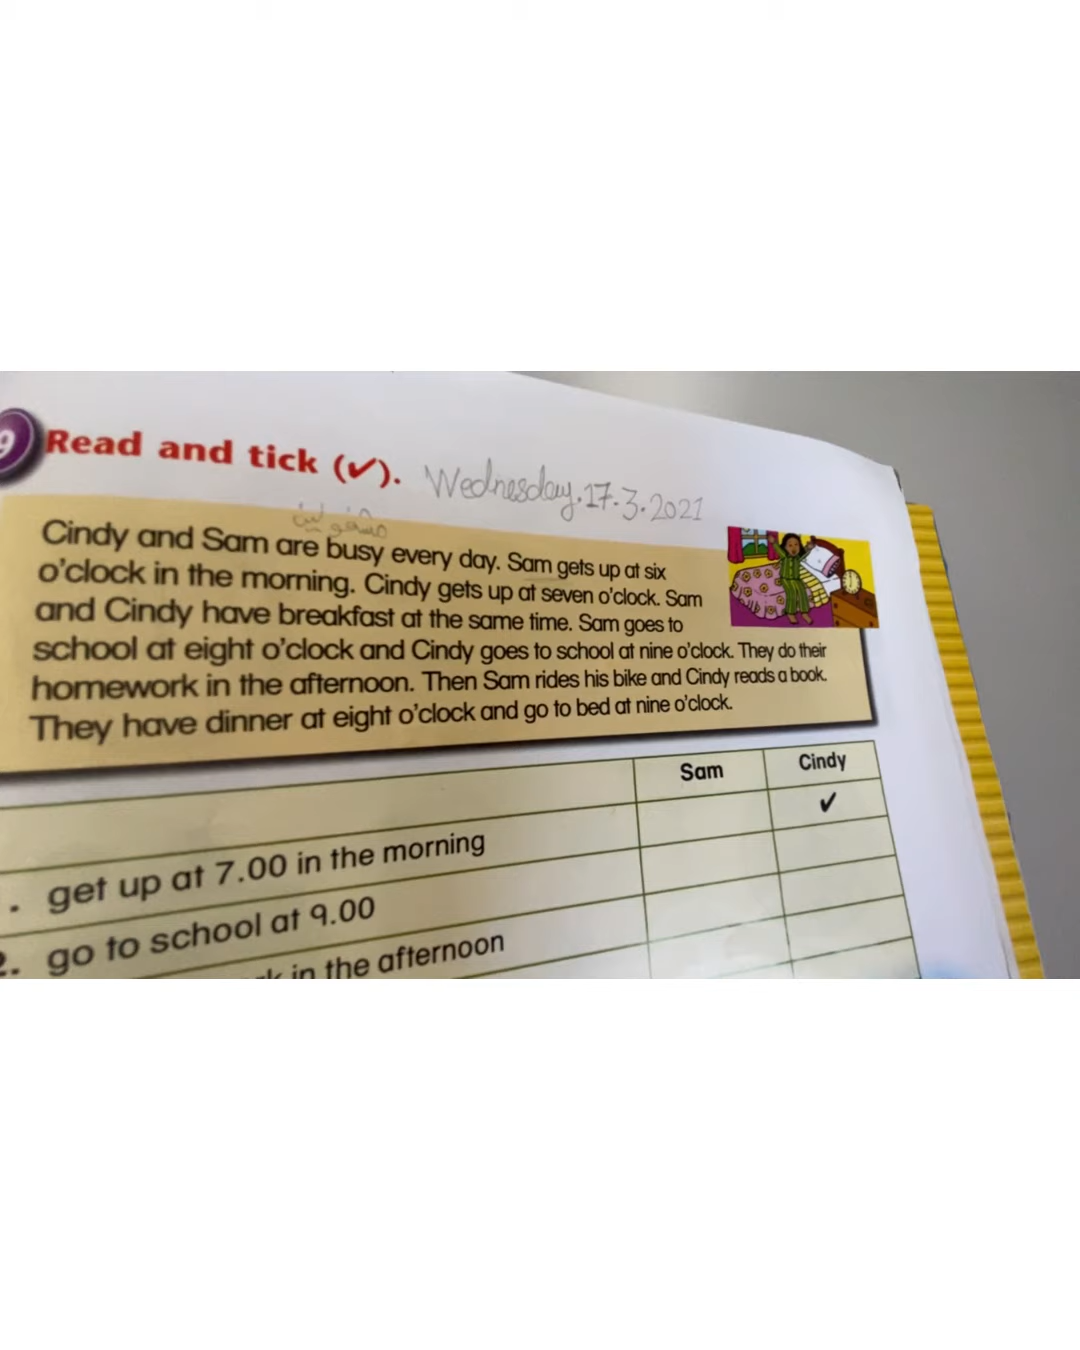 9 Read and tick (✓). Wednesday.17.3.2021
مشغولين
Cindy and Sam are busy every day. Sam gets up at six
o'clock in the morning. Cindy gets up at seven o'clock. Sam
and Cindy have breakfast at the same time. Sam goes to
school at eight o'clock and Cindy goes to school at nine o'clock. They do their
homework in the afternoon. Then Sam rides his bike and Cindy reads a book.
They have dinner at eight o'clock and go to bed at nine o'clock.
Sam Cindy
. get up at 7.00 in the morning ✓
2. go to school at 9.00
in the afternoon